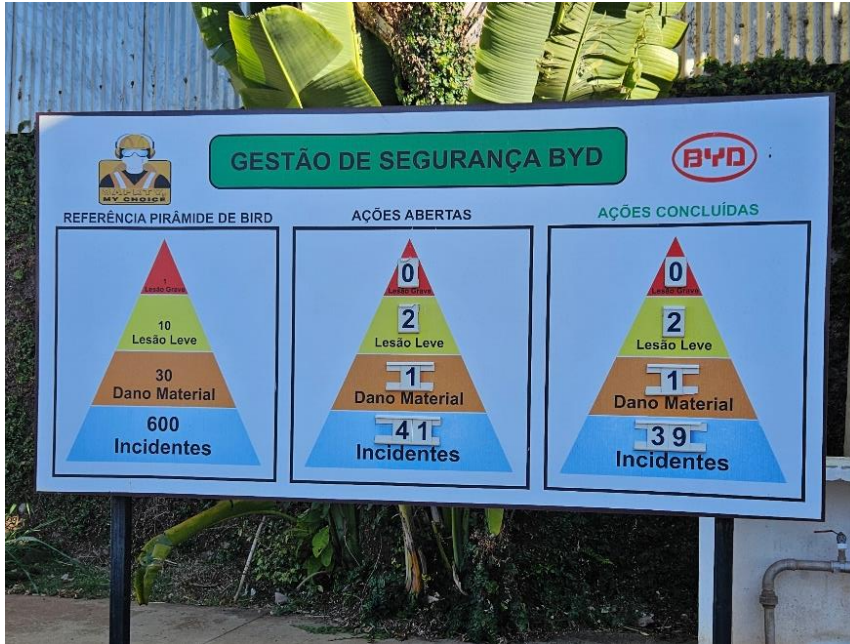 GESTÃO DE SEGURANÇA BYD
BYD
SAFETY IS
MY CHOICE
REFERÊNCIA PIRÂMIDE DE BIRD
1
Lesão Grave
10
Lesão Leve
30
Dano Material
600
Incidentes
AÇÕES ABERTAS
0
Lesão Grave
2
Lesão Leve
1
Dano Material
41
Incidentes
AÇÕES CONCLUÍDAS
0
Lesão Grave
2
Lesão Leve
1
Dano Material
39
Incidentes